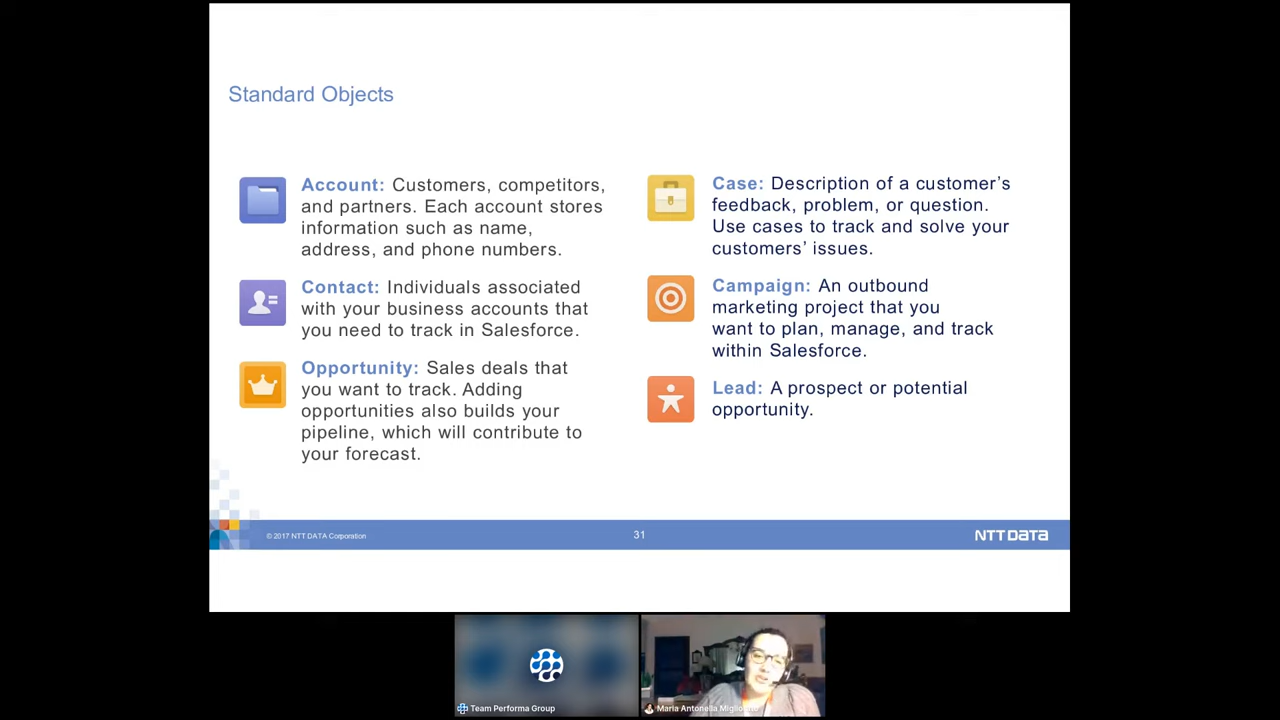 Standard Objects
Account: Customers, competitors,
and partners. Each account stores
information such as name,
address, and phone numbers.
Contact: Individuals associated
with your business accounts that
you need to track in Salesforce.
Opportunity: Sales deals that
you want to track. Adding
opportunities also builds your
pipeline, which will contribute to
your forecast.
Case: Description of a customer’s
feedback, problem, or question.
Use cases to track and solve your
customers’ issues.
Campaign: An outbound
marketing project that you
want to plan, manage, and track
within Salesforce.
Lead: A prospect or potential
opportunity.
© 2017 NTT DATA Corporation
31
NTT DATA
Team Performa Group
Maria Antonella